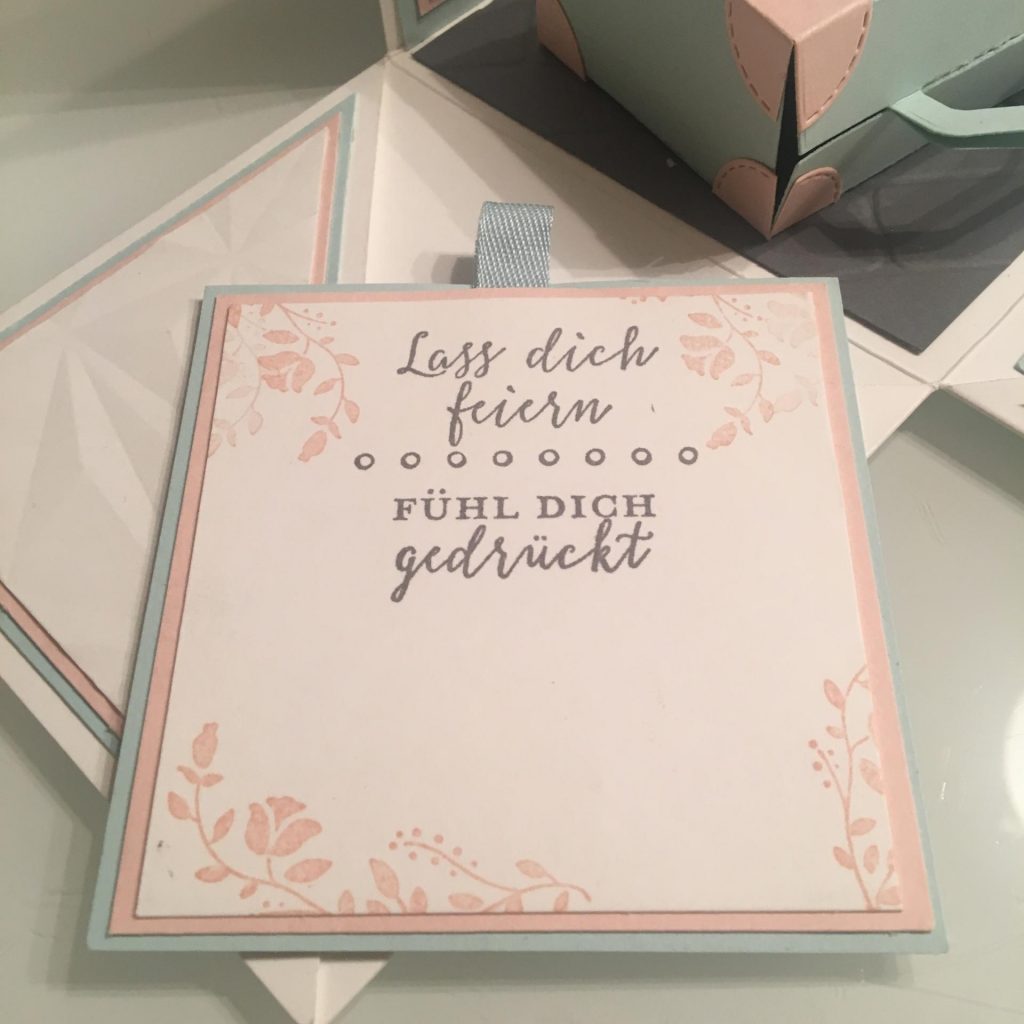 Lass dich
feiern
FÜHL DICH
gedrückt